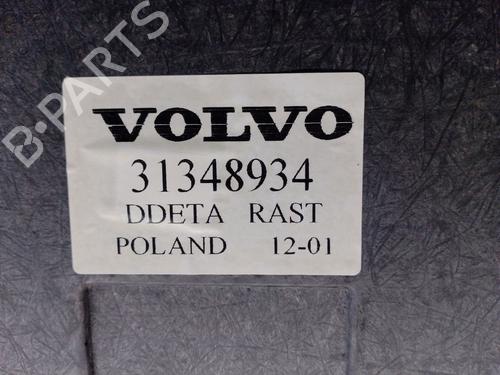 B-PARTS
VOLVO
31348934
DDETA RAST
POLAND 12-01